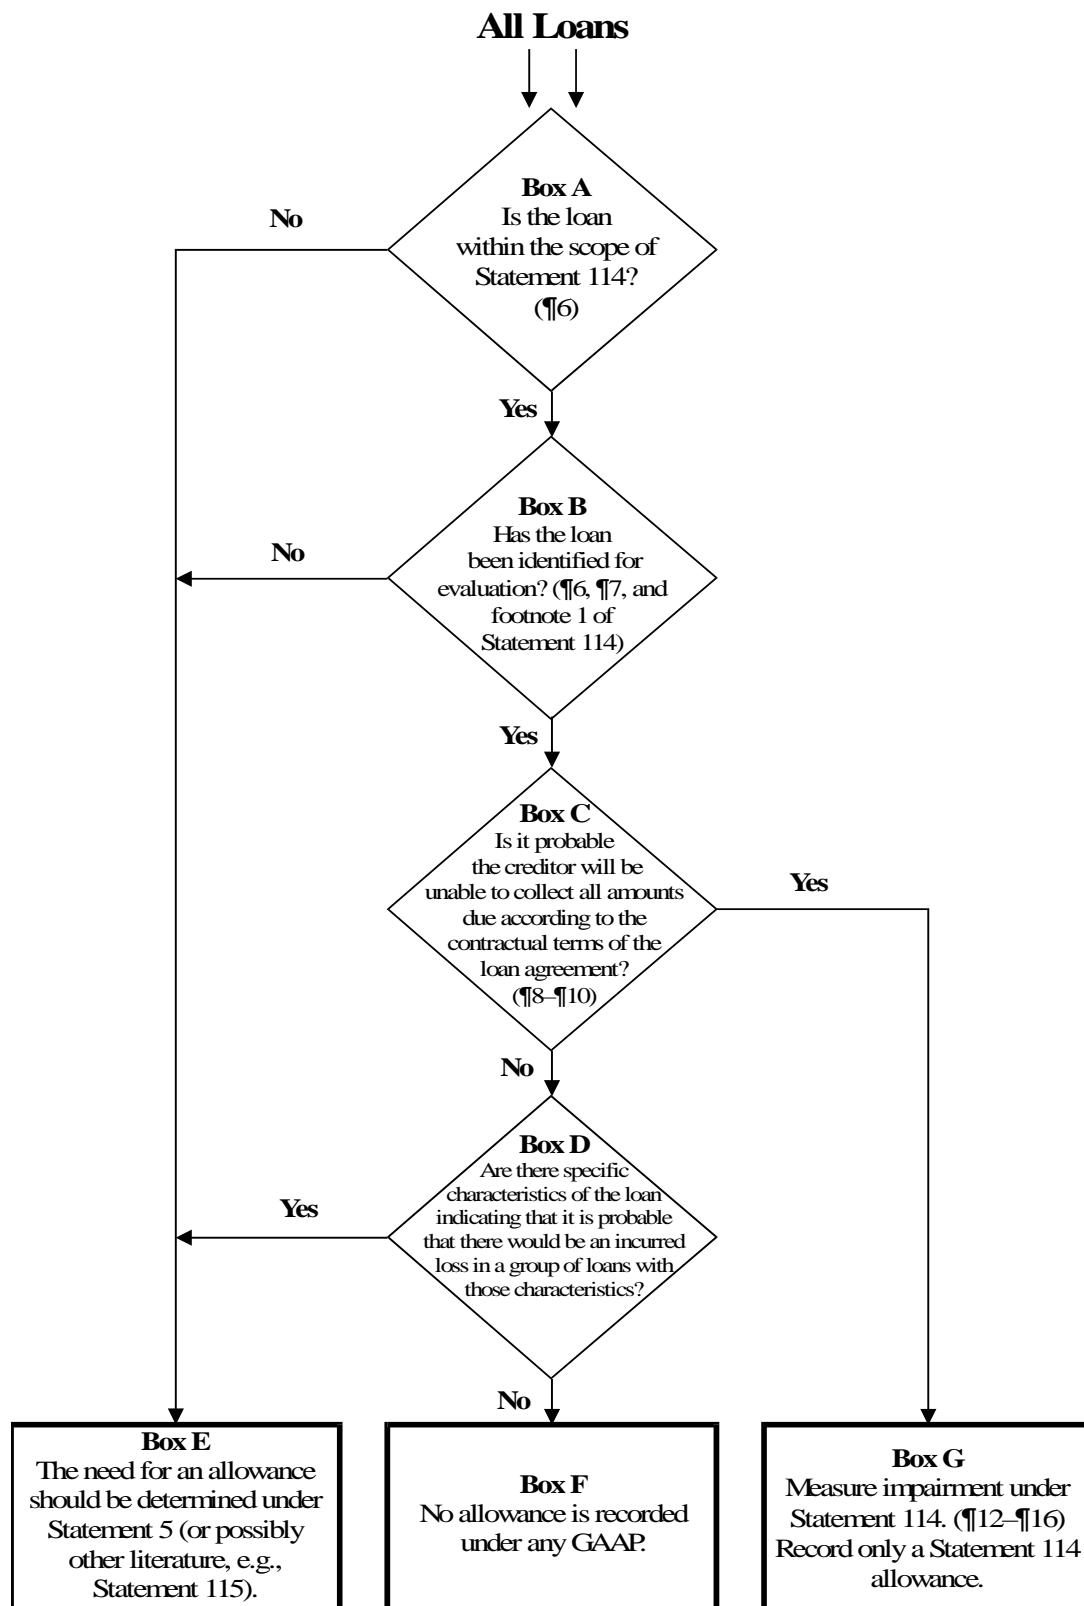 All Loans
Box A
Is the loan
within the scope of
Statement 114?
(¶6)
No
Yes
Box B
Has the loan
been identified for
evaluation? (¶6, ¶7, and
footnote 1 of
Statement 114)
No
Yes
Box C
Is it probable
the creditor will be
unable to collect all amounts
due according to the
contractual terms of the
loan agreement?
(¶8–¶10)
Yes
No
Box D
Are there specific
characteristics of the loan
indicating that it is probable
that there would be an incurred
loss in a group of loans with
those characteristics?
Yes
No
Box E
The need for an allowance
should be determined under
Statement 5 (or possibly
other literature, e.g.,
Statement 115).
Box F
No allowance is recorded
under any GAAP.
Box G
Measure impairment under
Statement 114. (¶12–¶16)
Record only a Statement 114
allowance.